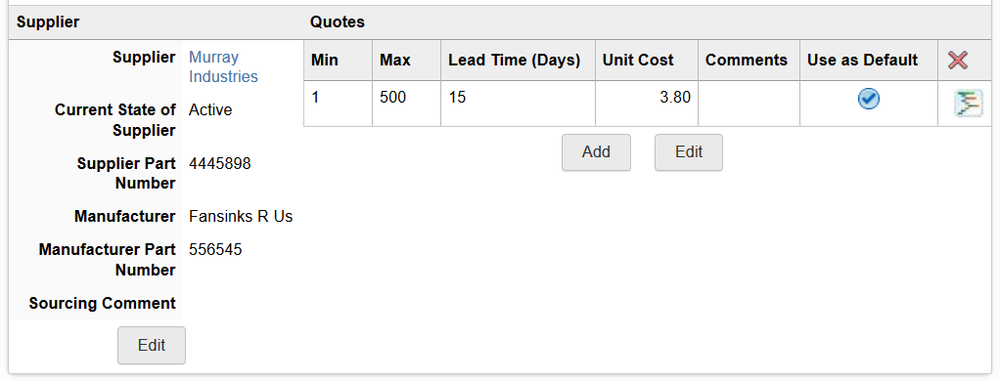 Supplier
Quotes
Supplier Murray
Industries
Current State of
Supplier
Active
Supplier Part
Number
4445898
Manufacturer Fansinks R Us
Manufacturer Part
Number
556545
Sourcing Comment
Edit
Min Max Lead Time (Days) Unit Cost Comments Use as Default
1 500 15 3.80
Add Edit